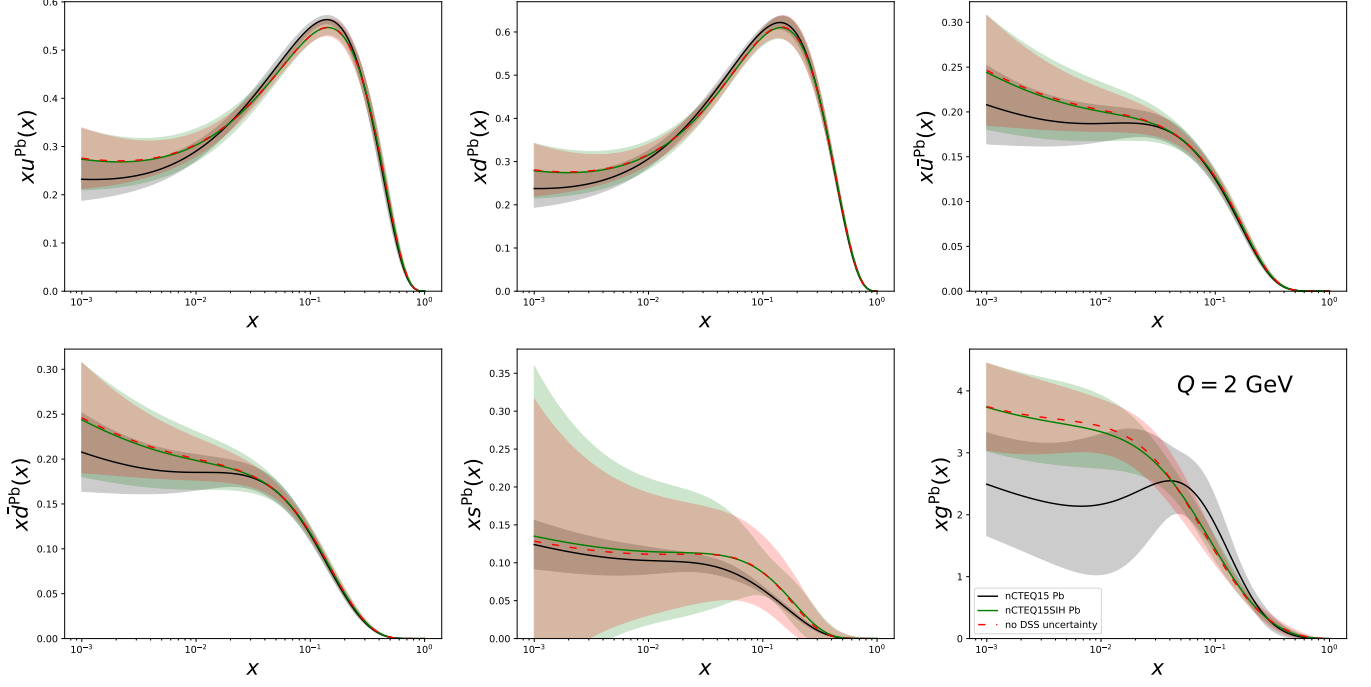 xu^Pb(x)
0.6
0.5
0.4
0.3
0.2
0.1
0.0
10^−3 10^−2 10^−1 10^0
x
xd^Pb(x)
0.6
0.5
0.4
0.3
0.2
0.1
0.0
10^−3 10^−2 10^−1 10^0
x
xū^Pb(x)
0.30
0.25
0.20
0.15
0.10
0.05
0.00
10^−3 10^−2 10^−1 10^0
x
xd̄^Pb(x)
0.30
0.25
0.20
0.15
0.10
0.05
0.00
10^−3 10^−2 10^−1 10^0
x
xs^Pb(x)
0.35
0.30
0.25
0.20
0.15
0.10
0.05
0.00
10^−3 10^−2 10^−1 10^0
x
xg^Pb(x)
Q = 2 GeV
4
3
2
1
0
nCTEQ15 Pb
nCTEQ15SIH Pb
no DSS uncertainty
10^−3 10^−2 10^−1 10^0
x